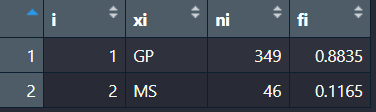 i xi ni fi
1 1 GP 349 0.8835
2 2 MS 46 0.1165